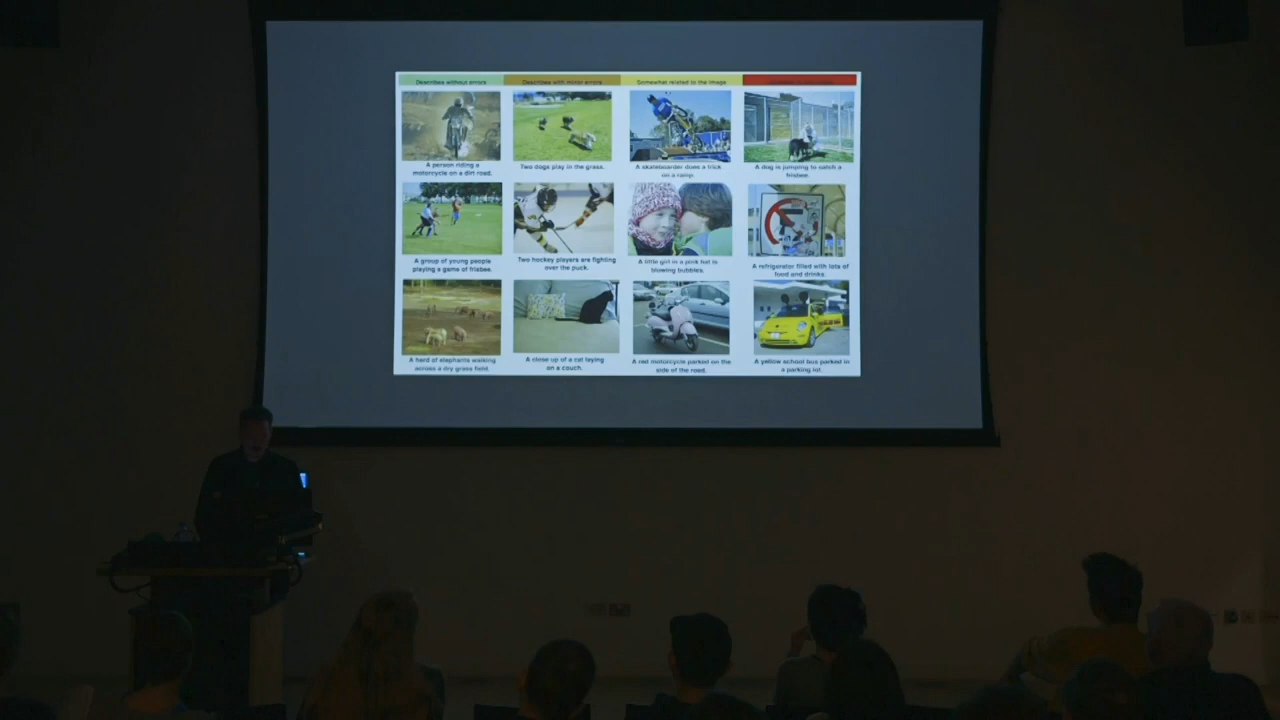 Describes without errors
Describes with minor errors
Somewhat related to the image
A person riding a
motorcycle on a dirt road.
Two dogs play in the grass.
A skateboarder does a trick
on a ramp.
A dog is jumping to catch a
frisbee.
A group of young people
playing a game of frisbee.
Two hockey players are fighting
over the puck.
A little girl in a pink hat is
blowing bubbles.
A refrigerator filled with lots of
food and drinks.
A herd of elephants walking
across a dry grass field.
A close up of a cat laying
on a couch.
A red motorcycle parked on the
side of the road.
A yellow school bus parked in
a parking lot.